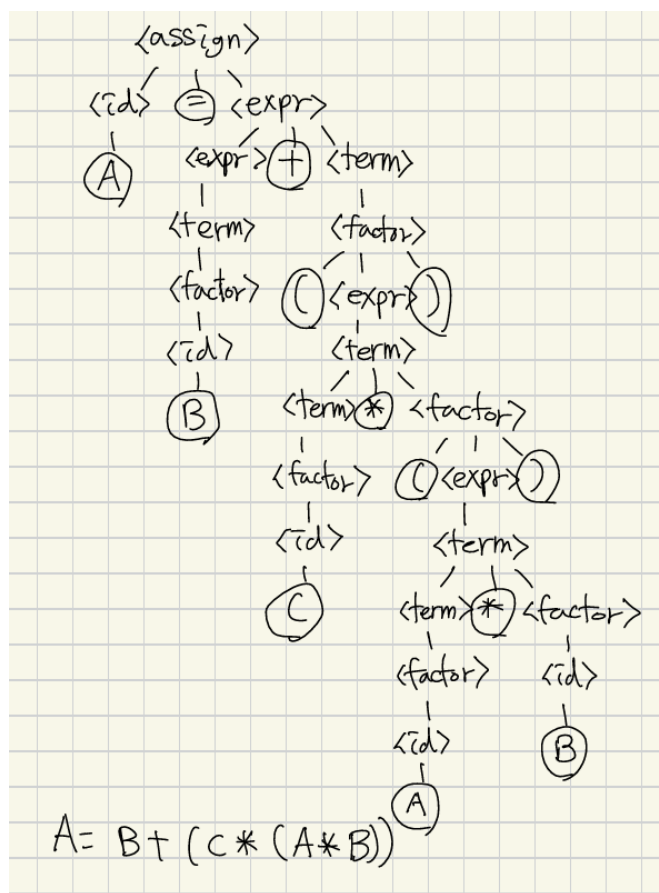 <assign>
<id> = <expr>
A <expr> + <term>
<term> <factor>
<factor> ( <expr> )
<id> <term>
B <term> * <factor>
<factor> ( <expr> )
<id> <term>
C <term> * <factor>
<factor> <id>
<id> B
A
A= B+ (C* (A*B))